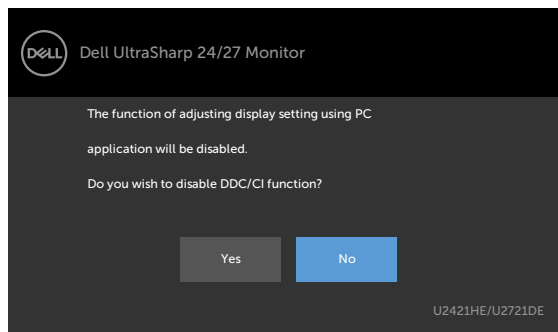 DELL
Dell UltraSharp 24/27 Monitor
The function of adjusting display setting using PC
application will be disabled.
Do you wish to disable DDC/CI function?
Yes
No
U2421HE/U2721DE